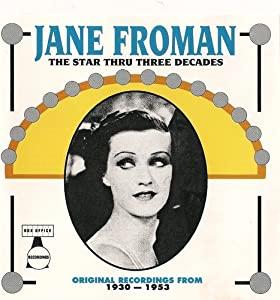 JANE FROMAN
THE STAR THRU THREE DECADES
BOX OFFICE
RECORDINGS
ORIGINAL RECORDINGS FROM
1930 — 1953